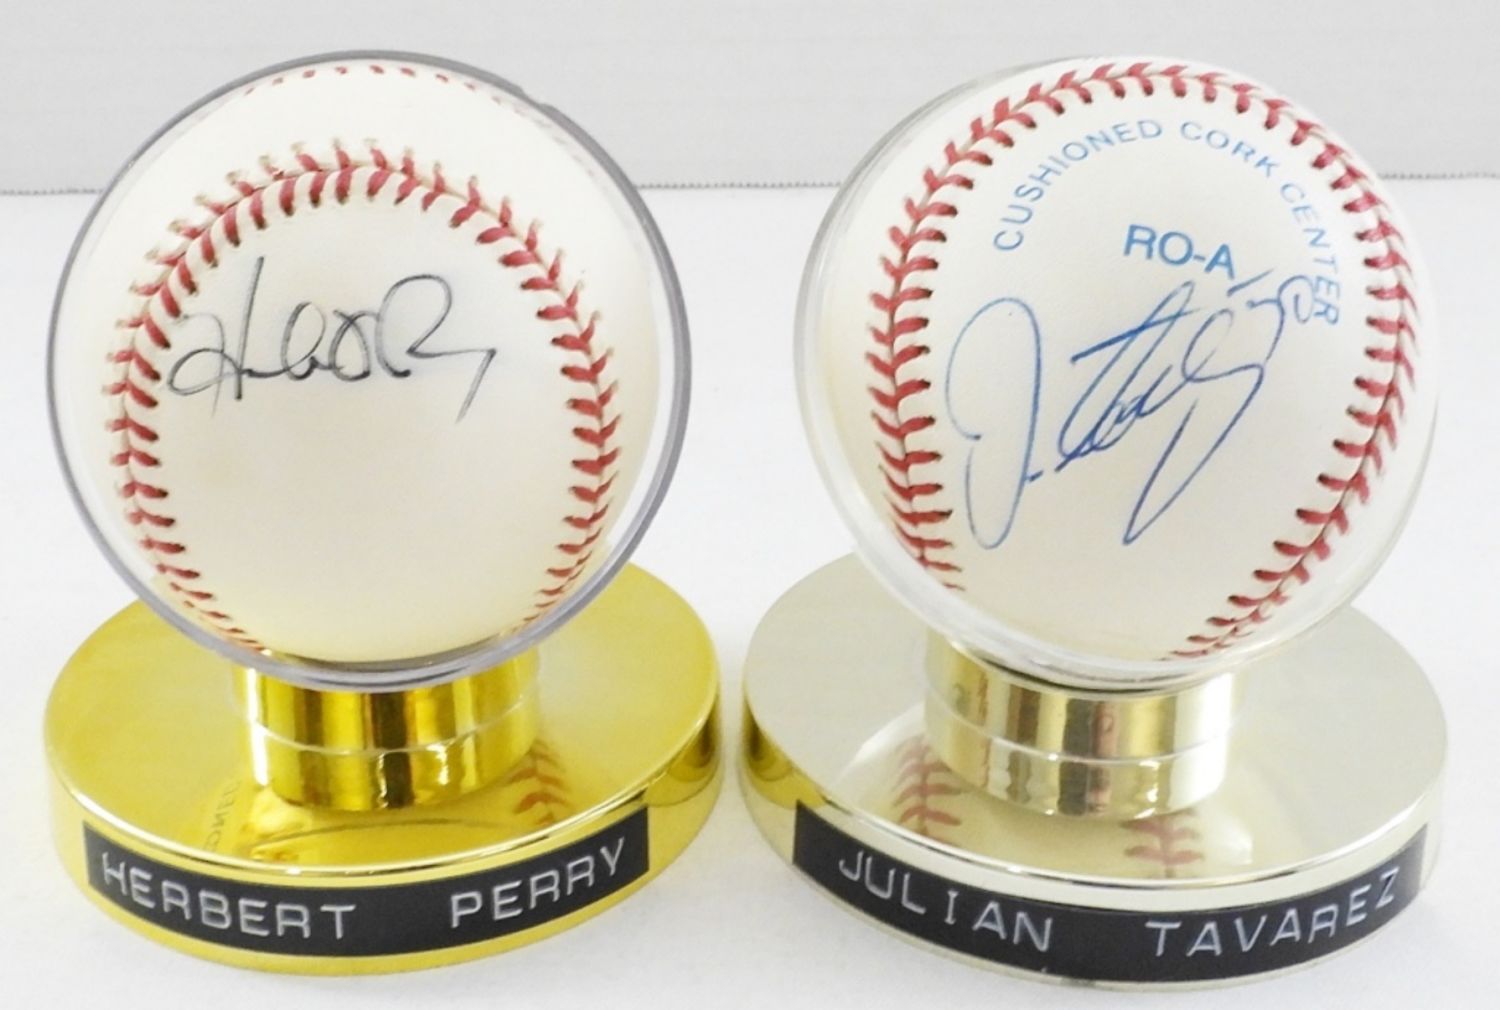 CUSHIONED CORK CENTER
RO-A
HERBERT PERRY
JULIAN TAVAREZ